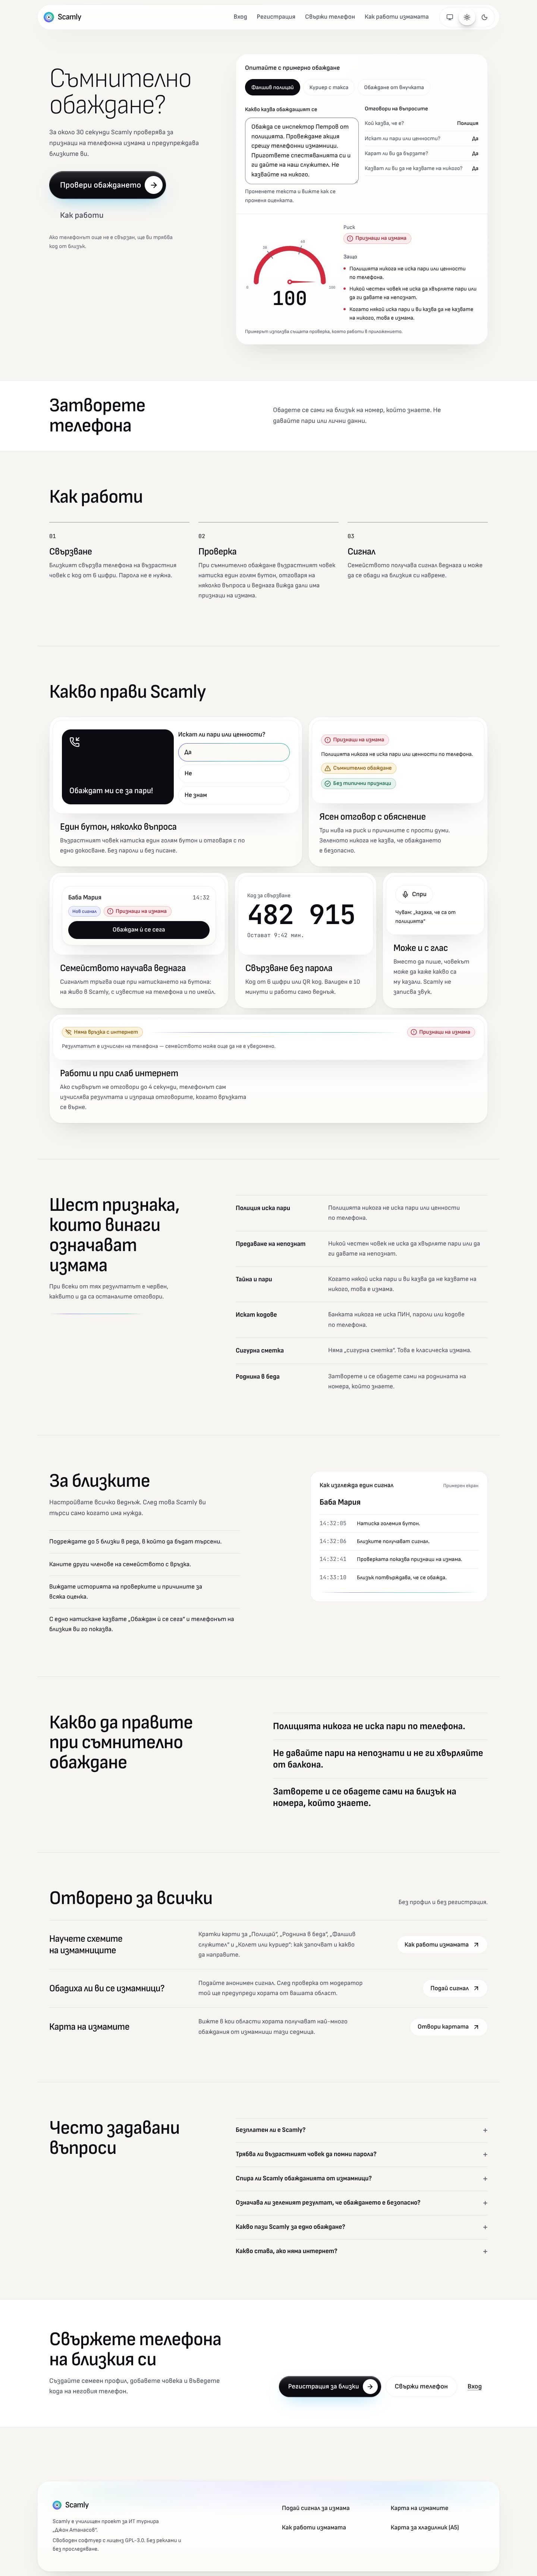 Scamly
Вход
Регистрация
Свържи телефон
Как работи измамата
Съмнително
обаждане?
За около 30 секунди Scamly проверява за
признаци на телефонна измама и предупреждава
близките ви.
Провери обаждането
Как работи
Ако телефонът още не е свързан, ще ви трябва
код от близък.
Опитайте с примерно обаждане
Фалшив полицай
Куриер с такса
Обаждане от внучката
Какво казва обаждащият се
Обажда се инспектор Петров от
полицията. Провеждаме акция
срещу телефонни измамници.
Пригответе спестяванията си и
ги дайте на наш служител. Не
казвайте на никого.
Променете текста и вижте как се
променя оценката.
Отговори на въпросите
Кой казва, че е?
Полиция
Искат ли пари или ценности?
Да
Карат ли ви да бързате?
Да
Казват ли ви да не казвате на никого?
Да
0
100
100
Риск
Признаци на измама
Защо
Полицията никога не иска пари или ценности
по телефона.
Никой честен човек не иска да хвърляте пари или
да ги давате на непознат.
Когато някой иска пари и ви казва да не казвате
на никого, това е измама.
Примерът използва същата проверка, която работи в приложението.
Затворете
телефона
Обадете се сами на близък на номер, който знаете. Не
давайте пари или лични данни.
Как работи
01
Свързване
Близкият свързва телефона на възрастния
човек с код от 6 цифри. Парола не е нужна.
02
Проверка
При съмнително обаждане възрастният човек
натиска един голям бутон, отговаря на
няколко въпроса и веднага вижда дали има
признаци на измама.
03
Сигнал
Семейството получава сигнал веднага и може
да се обади на близкия си навреме.
Какво прави Scamly
Обаждат ми се за пари!
Искат ли пари или ценности?
Да
Не
Не знам
Един бутон, няколко въпроса
Възрастният човек натиска един голям бутон и отговаря с по
едно докосване. Без пароли и без писане.
Признаци на измама
Полицията никога не иска пари или ценности по телефона.
Съмнително обаждане
Без типични признаци
Ясен отговор с обяснение
Три нива на риск и причините с прости думи.
Зеленото никога не казва, че обаждането
е безопасно.
Баба Мария
14:32
Нов сигнал
Признаци на измама
Обаждам ѝ се сега
Семейството научава веднага
Сигналът тръгва още при натискането на бутона:
на живо в Scamly, с известие на телефона и по имейл.
Код за свързване
482 915
Остават 9:42 мин.
Свързване без парола
Код от 6 цифри или QR код. Валиден е 10
минути и работи само веднъж.
Спри
Чувам: „казаха, че са от
полицията“
Може и с глас
Вместо да пише, човекът
може да каже какво са
му казали. Scamly не
записва звук.
Няма връзка с интернет
Признаци на измама
Резултатът е изчислен на телефона — семейството може още да не е уведомено.
Работи и при слаб интернет
Ако сървърът не отговори до 4 секунди, телефонът сам
изчислява резултата и изпраща отговорите, когато връзката
се върне.
Шест признака,
които винаги
означават
измама
При всеки от тях резултатът е червен,
каквито и да са останалите отговори.
Полиция иска пари
Полицията никога не иска пари или ценности
по телефона.
Предаване на непознат
Никой честен човек не иска да хвърляте пари или да
ги давате на непознат.
Тайна и пари
Когато някой иска пари и ви казва да не казвате на
никого, това е измама.
Искат кодове
Банката никога не иска ПИН, пароли или кодове
по телефона.
Сигурна сметка
Няма „сигурна сметка“. Това е класическа измама.
Роднина в беда
Затворете и се обадете сами на роднината на
номера, който знаете.
За близките
Настройвате всичко веднъж. След това Scamly ви
търси само когато има нужда.
Подреждате до 5 близки в реда, в който да бъдат търсени.
Каните други членове на семейството с връзка.
Виждате историята на проверките и причините за
всяка оценка.
С едно натискане казвате „Обаждам ѝ се сега“ и телефонът на
близкия ви го показва.
Как изглежда един сигнал
Примерен екран
Баба Мария
14:32:05
Натиска големия бутон.
14:32:06
Близките получават сигнал.
14:32:41
Проверката показва признаци на измама.
14:33:10
Близък потвърждава, че се обажда.
Какво да правите
при съмнително
обаждане
Полицията никога не иска пари по телефона.
Не давайте пари на непознати и не ги хвърляйте
от балкона.
Затворете и се обадете сами на близък на
номера, който знаете.
Отворено за всички
Без профил и без регистрация.
Научете схемите
на измамниците
Кратки карти за „Полицай“, „Роднина в беда“, „Фалшив
служител“ и „Колет или куриер“: как започват и какво
да направите.
Как работи измамата
Обадиха ли ви се измамници?
Подайте анонимен сигнал. След проверка от модератор
той ще предупреди хората от вашата област.
Подай сигнал
Карта на измамите
Вижте в кои области хората получават най-много
обаждания от измамници тази седмица.
Отвори картата
Често задавани
въпроси
Безплатен ли е Scamly?
Трябва ли възрастният човек да помни парола?
Спира ли Scamly обажданията от измамници?
Означава ли зеленият резултат, че обаждането е безопасно?
Какво пази Scamly за едно обаждане?
Какво става, ако няма интернет?
Свържете телефона
на близкия си
Създайте семеен профил, добавете човека и въведете
кода на неговия телефон.
Регистрация за близки
Свържи телефон
Вход
Scamly
Scamly е училищен проект за ИТ турнира
„Джон Атанасов“.
Свободен софтуер с лиценз GPL-3.0. Без реклами и
без проследяване.
Подай сигнал за измама
Карта на измамите
Как работи измамата
Карта за хладилник (A5)